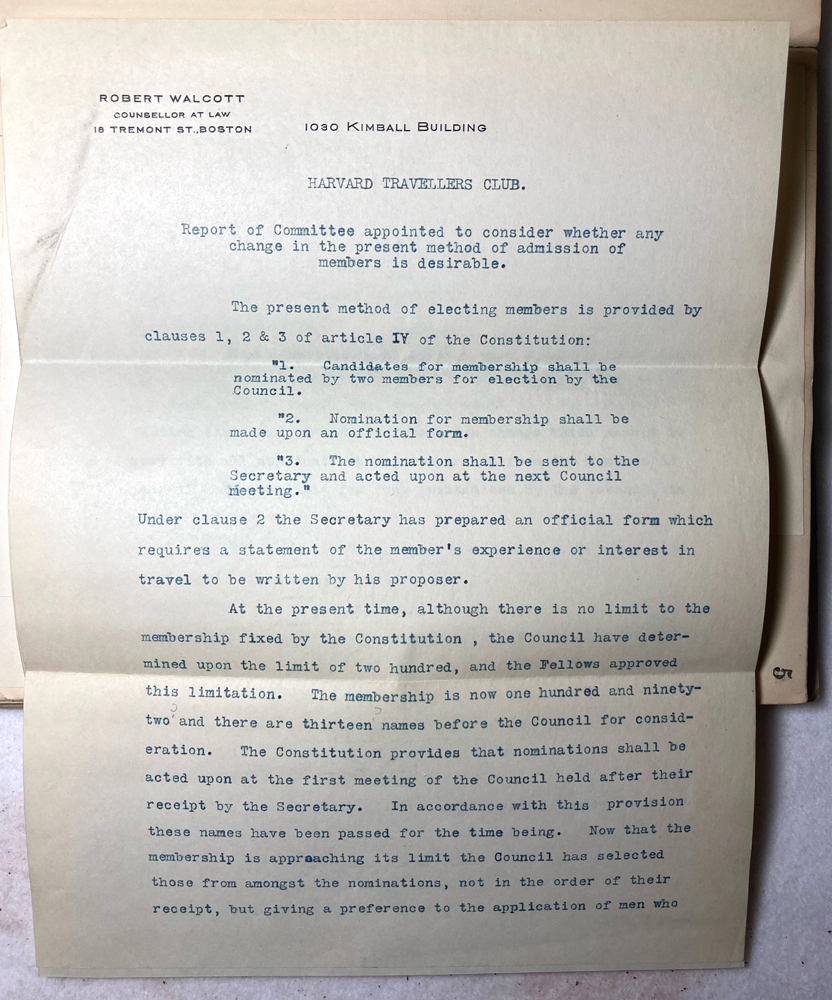 ROBERT WALCOTT
COUNSELLOR AT LAW
18 TREMONT ST., BOSTON
1030 KIMBALL BUILDING
HARVARD TRAVELLERS CLUB.
Report of Committee appointed to consider whether any
change in the present method of admission of
members is desirable.
The present method of electing members is provided by
clauses 1, 2 & 3 of article IV of the Constitution:
"1. Candidates for membership shall be
nominated by two members for election by the
Council.
"2. Nomination for membership shall be
made upon an official form.
"3. The nomination shall be sent to the
Secretary and acted upon at the next Council
meeting."
Under clause 2 the Secretary has prepared an official form which
requires a statement of the member's experience or interest in
travel to be written by his proposer.
At the present time, although there is no limit to the
membership fixed by the Constitution , the Council have deter-
mined upon the limit of two hundred, and the Fellows approved
this limitation. The membership is now one hundred and ninety-
two and there are thirteen names before the Council for consid-
eration. The Constitution provides that nominations shall be
acted upon at the first meeting of the Council held after their
receipt by the Secretary. In accordance with this provision
these names have been passed for the time being. Now that the
membership is approaching its limit the Council has selected
those from amongst the nominations, not in the order of their
receipt, but giving a preference to the application of men who
5